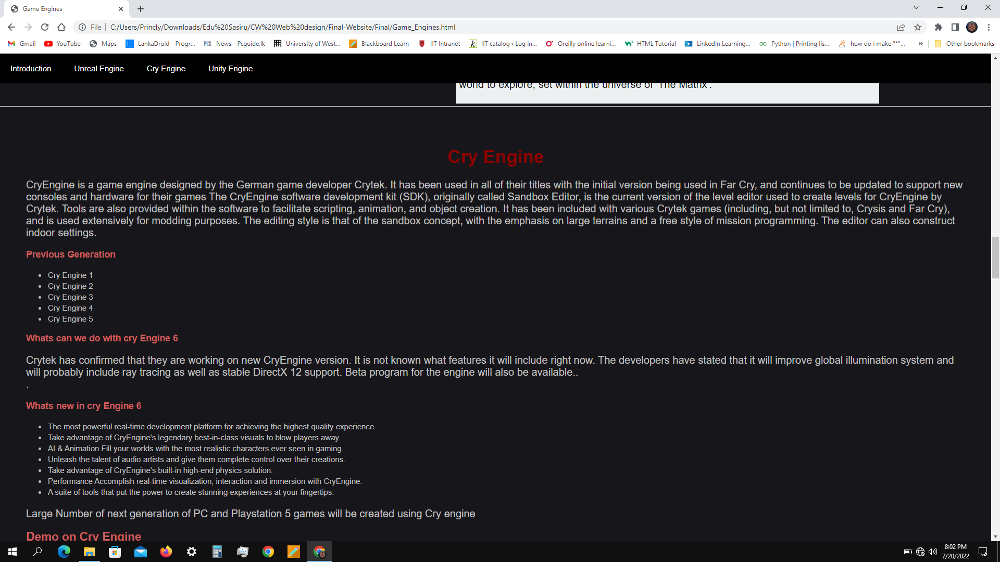 Game Engines
File C:/Users/Princly/Downloads/Edu%20Sasiru/CW%20Web%20design/Final-Website/Final/Game_Engines.html
Gmail YouTube Maps LankaDroid - Progr... News - Pcguide.lk University of West... Blackboard Learn IIT Intranet IIT catalog › Log in... Oreilly online learni... HTML Tutorial LinkedIn Learning... Python | Printing lis... how do i make "*"... » Other bookmarks
Introduction Unreal Engine Cry Engine Unity Engine
world to explore, set within the universe of 'The Matrix'.
Cry Engine
CryEngine is a game engine designed by the German game developer Crytek. It has been used in all of their titles with the initial version being used in Far Cry, and continues to be updated to support new
consoles and hardware for their games The CryEngine software development kit (SDK), originally called Sandbox Editor, is the current version of the level editor used to create levels for CryEngine by
Crytek. Tools are also provided within the software to facilitate scripting, animation, and object creation. It has been included with various Crytek games (including, but not limited to, Crysis and Far Cry),
and is used extensively for modding purposes. The editing style is that of the sandbox concept, with the emphasis on large terrains and a free style of mission programming. The editor can also construct
indoor settings.
Previous Generation
• Cry Engine 1
• Cry Engine 2
• Cry Engine 3
• Cry Engine 4
• Cry Engine 5
Whats can we do with cry Engine 6
Crytek has confirmed that they are working on new CryEngine version. It is not known what features it will include right now. The developers have stated that it will improve global illumination system and
will probably include ray tracing as well as stable DirectX 12 support. Beta program for the engine will also be available..
.
Whats new in cry Engine 6
• The most powerful real-time development platform for achieving the highest quality experience.
• Take advantage of CryEngine's legendary best-in-class visuals to blow players away.
• AI & Animation Fill your worlds with the most realistic characters ever seen in gaming.
• Unleash the talent of audio artists and give them complete control over their creations.
• Take advantage of CryEngine's built-in high-end physics solution.
• Performance Accomplish real-time visualization, interaction and immersion with CryEngine.
• A suite of tools that put the power to create stunning experiences at your fingertips.
Large Number of next generation of PC and Playstation 5 games will be created using Cry engine
Demo on Cry Engine
8:02 PM
7/20/2022